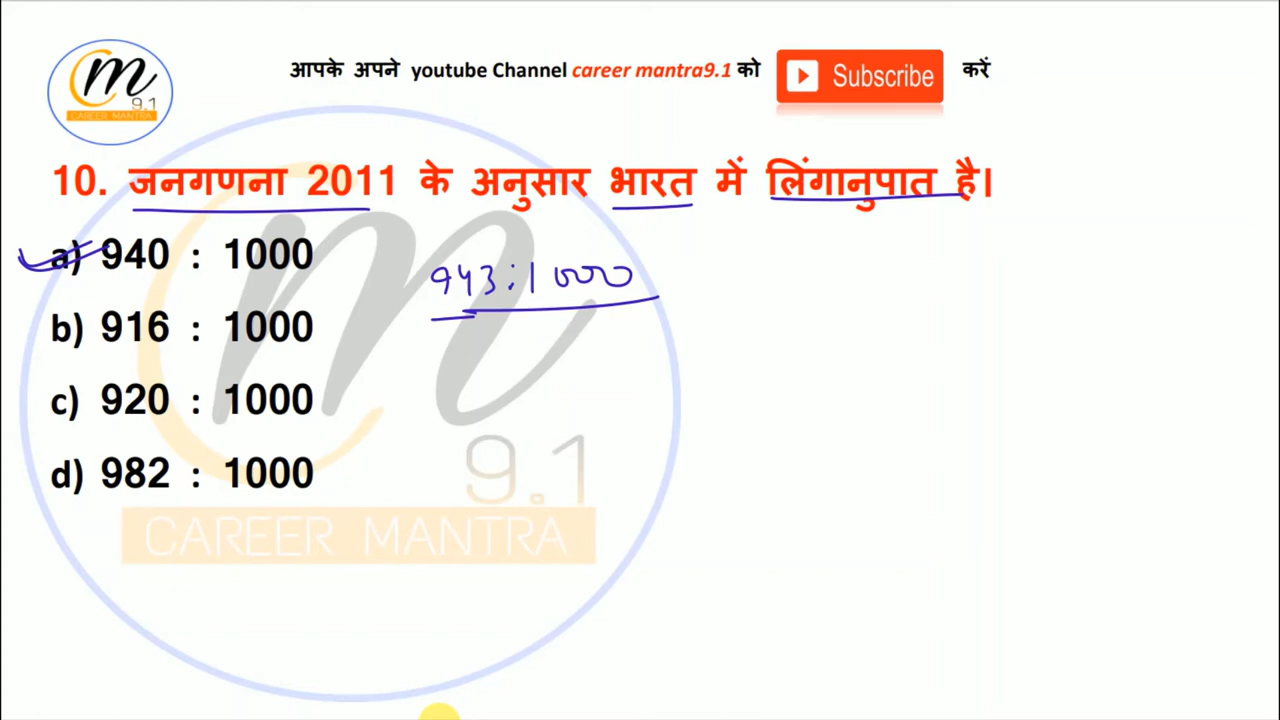 आपके अपने youtube Channel career mantra9.1 को Subscribe करें
m
9.1
CAREER MANTRA
10. जनगणना 2011 के अनुसार भारत में लिंगानुपात है।
a) 940 : 1000
943:1000
b) 916 : 1000
c) 920 : 1000
d) 982 : 1000
m
9.1
CAREER MANTRA